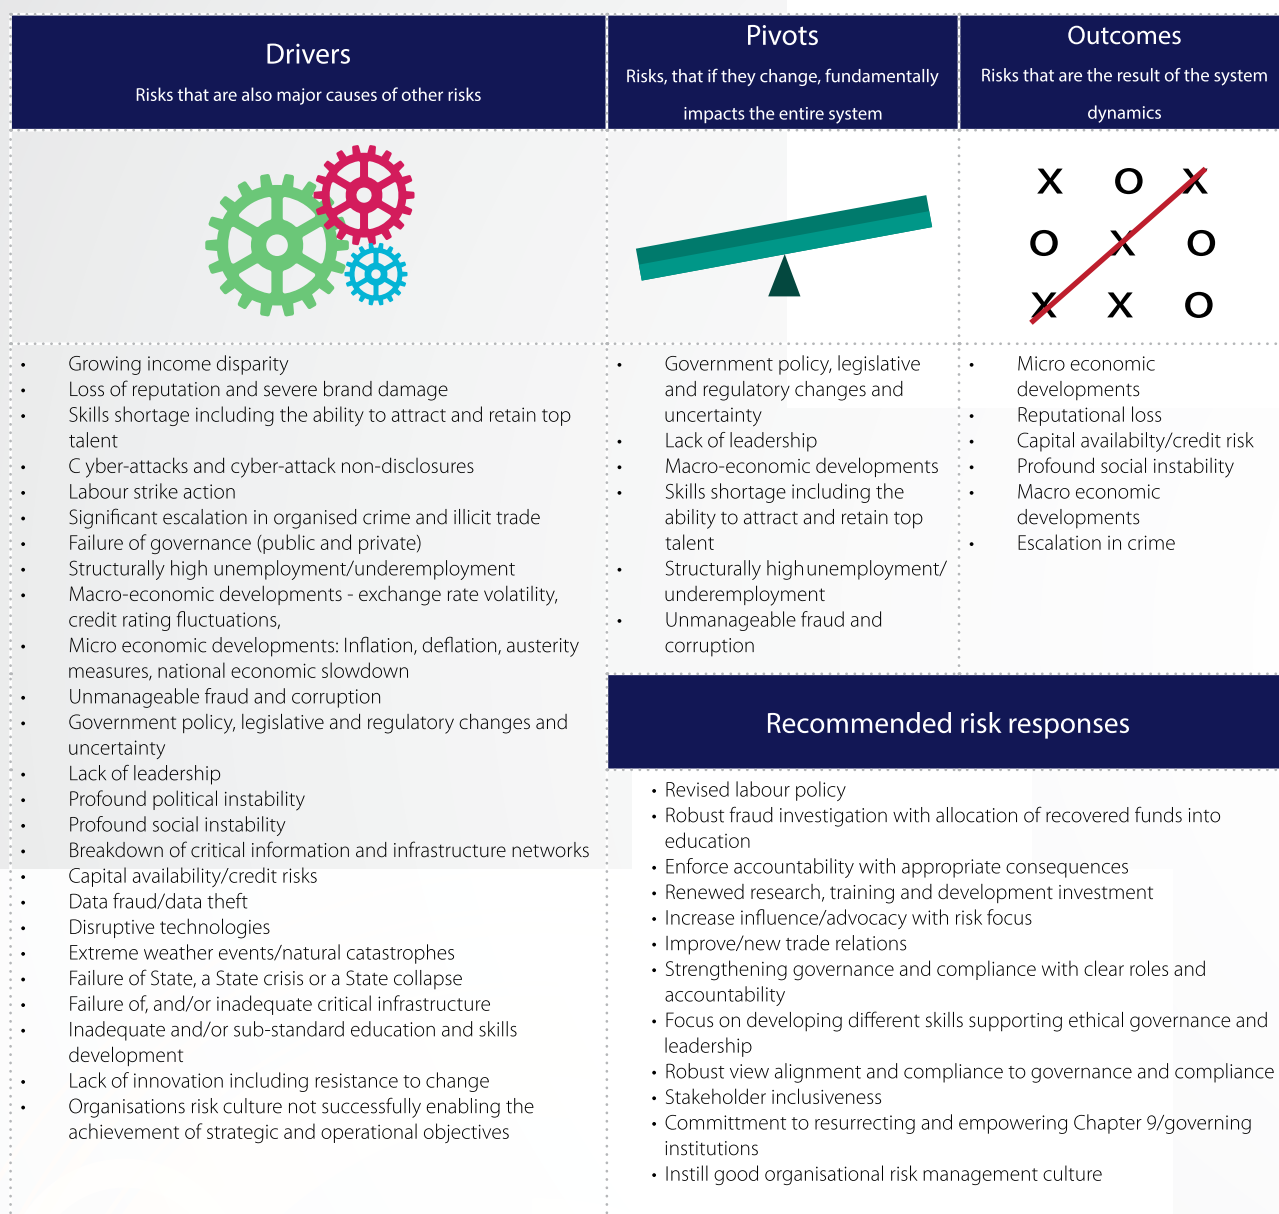 Drivers
Risks that are also major causes of other risks
Pivots
Risks, that if they change, fundamentally
impacts the entire system
Outcomes
Risks that are the result of the system
dynamics
X O X
O X O
X X O
• Growing income disparity
• Loss of reputation and severe brand damage
• Skills shortage including the ability to attract and retain top
talent
• C yber-attacks and cyber-attack non-disclosures
• Labour strike action
• Significant escalation in organised crime and illicit trade
• Failure of governance (public and private)
• Structurally high unemployment/underemployment
• Macro-economic developments - exchange rate volatility,
credit rating fluctuations,
• Micro economic developments: Inflation, deflation, austerity
measures, national economic slowdown
• Unmanageable fraud and corruption
• Government policy, legislative and regulatory changes and
uncertainty
• Lack of leadership
• Profound political instability
• Profound social instability
• Breakdown of critical information and infrastructure networks
• Capital availability/credit risks
• Data fraud/data theft
• Disruptive technologies
• Extreme weather events/natural catastrophes
• Failure of State, a State crisis or a State collapse
• Failure of, and/or inadequate critical infrastructure
• Inadequate and/or sub-standard education and skills
development
• Lack of innovation including resistance to change
• Organisations risk culture not successfully enabling the
achievement of strategic and operational objectives
• Government policy, legislative
and regulatory changes and
uncertainty
• Lack of leadership
• Macro-economic developments
• Skills shortage including the
ability to attract and retain top
talent
• Structurally high unemployment/
underemployment
• Unmanageable fraud and
corruption
• Micro economic
developments
• Reputational loss
• Capital availabilty/credit risk
• Profound social instability
• Macro economic
developments
• Escalation in crime
Recommended risk responses
• Revised labour policy
• Robust fraud investigation with allocation of recovered funds into
education
• Enforce accountability with appropriate consequences
• Renewed research, training and development investment
• Increase influence/advocacy with risk focus
• Improve/new trade relations
• Strengthening governance and compliance with clear roles and
accountability
• Focus on developing different skills supporting ethical governance and
leadership
• Robust view alignment and compliance to governance and compliance
• Stakeholder inclusiveness
• Committment to resurrecting and empowering Chapter 9/governing
institutions
• Instill good organisational risk management culture